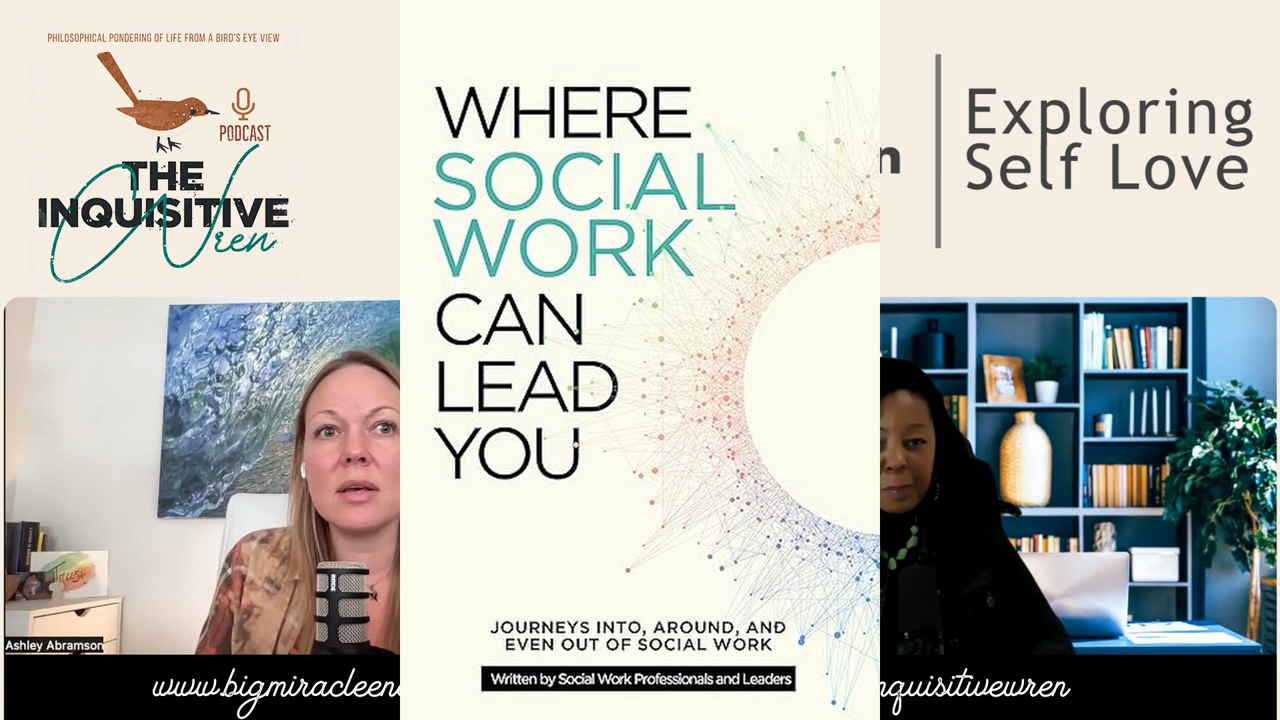 PHILOSOPHICAL PONDERING OF LIFE FROM A BIRD'S EYE VIEW
PODCAST
THE
INQUISITIVE
Wren
WHERE
SOCIAL
WORK
CAN
LEAD
YOU
JOURNEYS INTO, AROUND, AND
EVEN OUT OF SOCIAL WORK
Written by Social Work Professionals and Leaders
n
Exploring
Self Love
Trust
Ashley Abramson
www.bigmiracleen
nquisitivewren